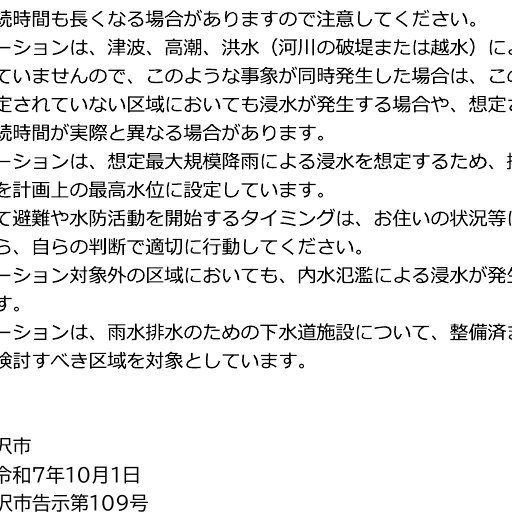 続時間も長くなる場合がありますので注意してください。
ーションは、津波、高潮、洪水（河川の破堤または越水）によ
ていませんので、このような事象が同時発生した場合は、この
定されていない区域においても浸水が発生する場合や、想定さ
続時間が実際と異なる場合があります。
ーションは、想定最大規模降雨による浸水を想定するため、
を計画上の最高水位に設定しています。
て避難や水防活動を開始するタイミングは、お住いの状況等に
ら、自らの判断で適切に行動してください。
ーション対象外の区域においても、内水氾濫による浸水が発生
す。
ーションは、雨水排水のための下水道施設について、整備済ま
検討すべき区域を対象としています。
沢市
令和7年10月1日
沢市告示第109号